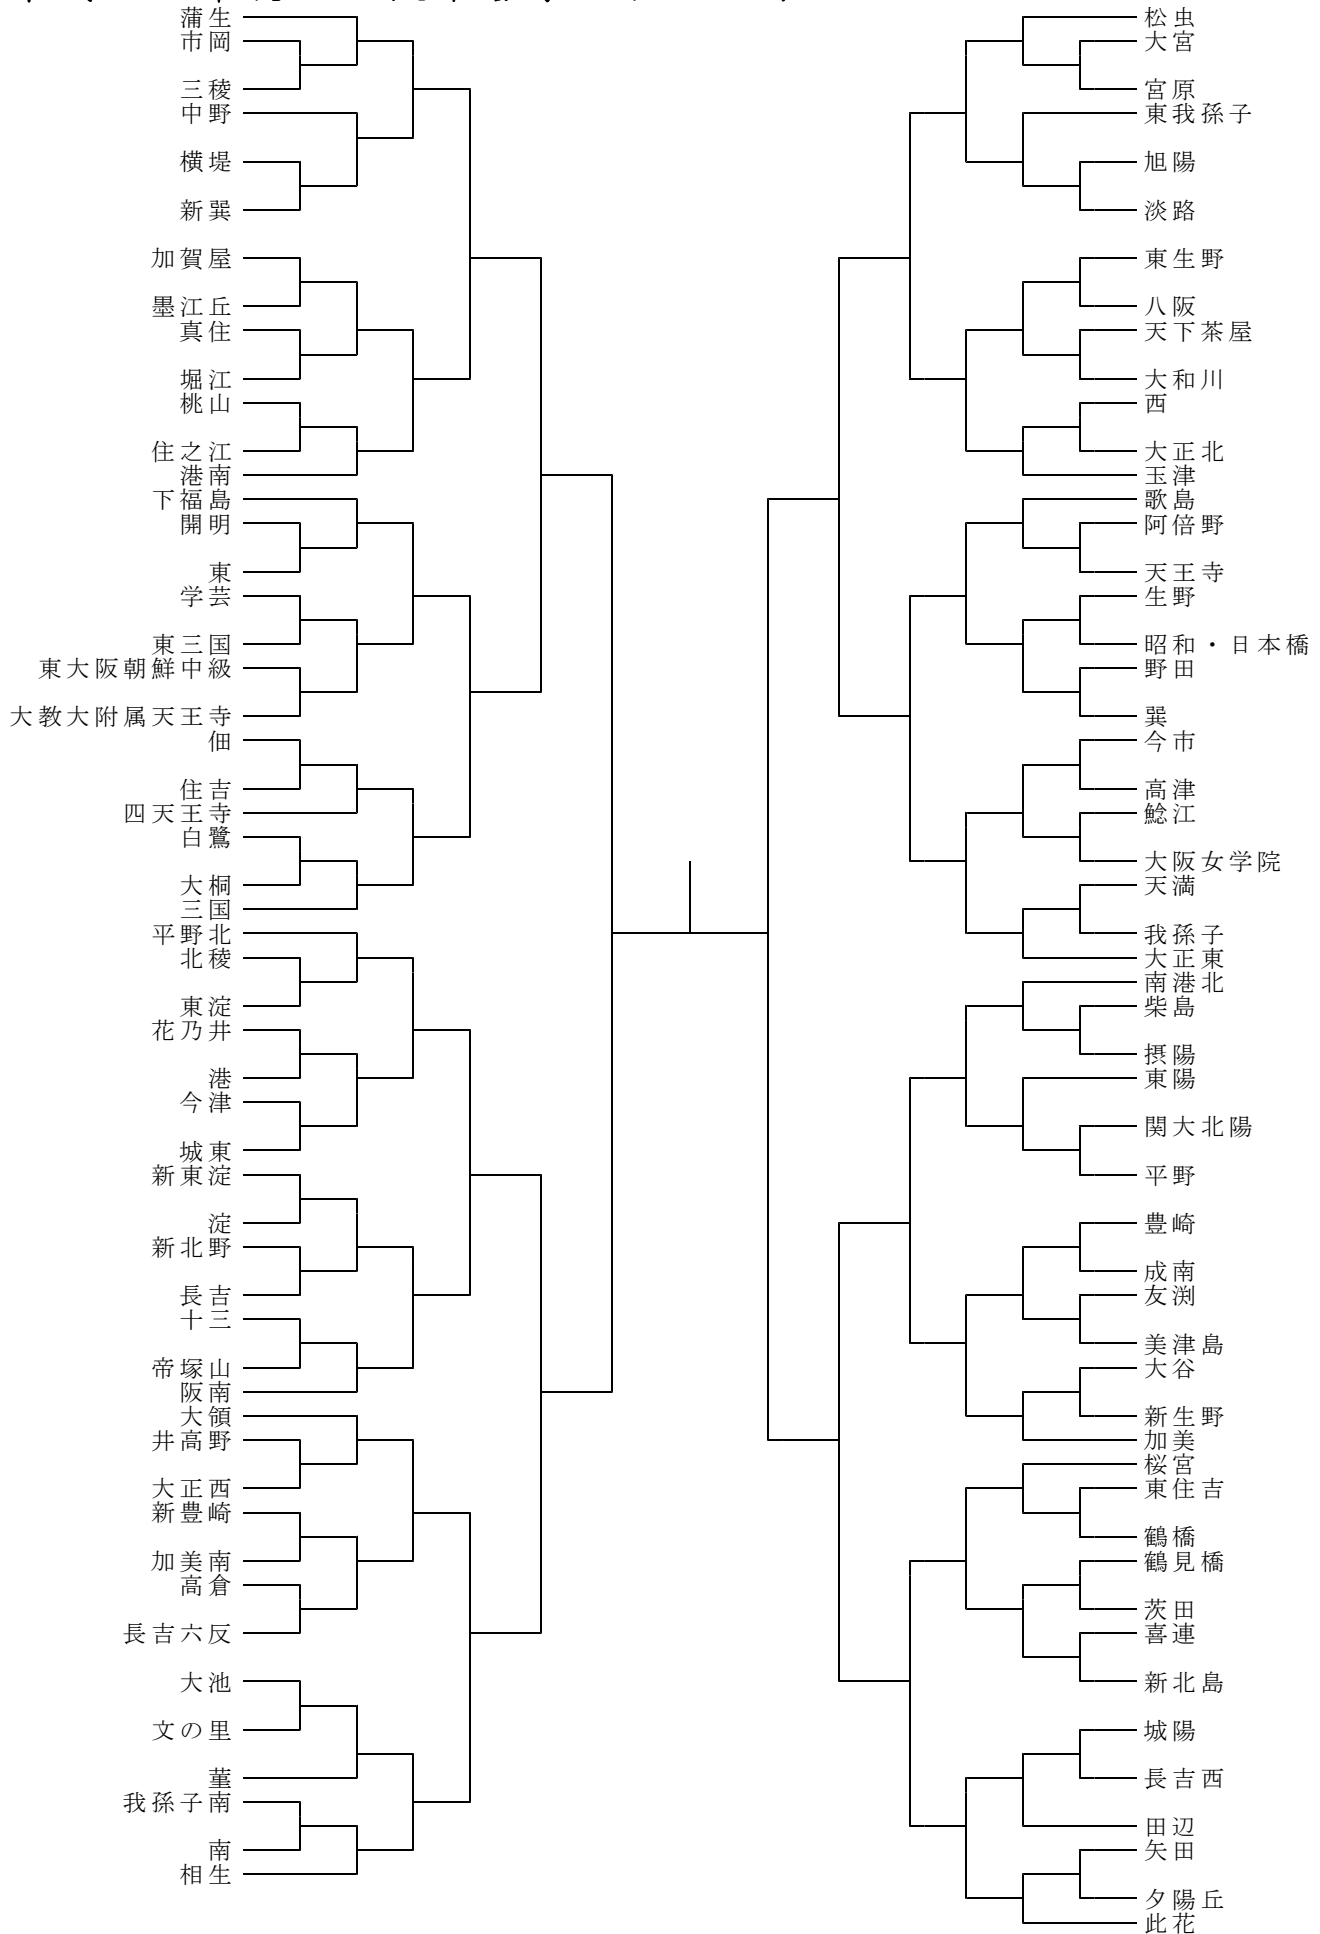 蒲生
市岡
三稜
中野
横堤
新巽
加賀屋
墨江丘
真住
堀江
桃山
住之江
港南
下福島
開明
東
学芸
東三国
東大阪朝鮮中級
大教大附属天王寺
佃
住吉
四天王寺
白鷺
大桐
三国
平野北
北稜
東淀
花乃井
港
今津
城東
新東淀
淀
新北野
長吉
十三
帝塚山
阪南
大領
井高野
大正西
新豊崎
加美南
高倉
長吉六反
大池
文の里
菫
我孫子南
南
相生
松虫
大宮
宮原
東我孫子
旭陽
淡路
東生野
八阪
天下茶屋
大和川
西
大正北
玉津
歌島
阿倍野
天王寺
生野
昭和・日本橋
野田
巽
今市
高津
鯰江
大阪女学院
天満
我孫子
大正東
南港北
柴島
摂陽
東陽
関大北陽
平野
豊崎
成南
友渕
美津島
大谷
新生野
加美
桜宮
東住吉
鶴橋
鶴見橋
茨田
喜連
新北島
城陽
長吉西
田辺
矢田
夕陽丘
此花